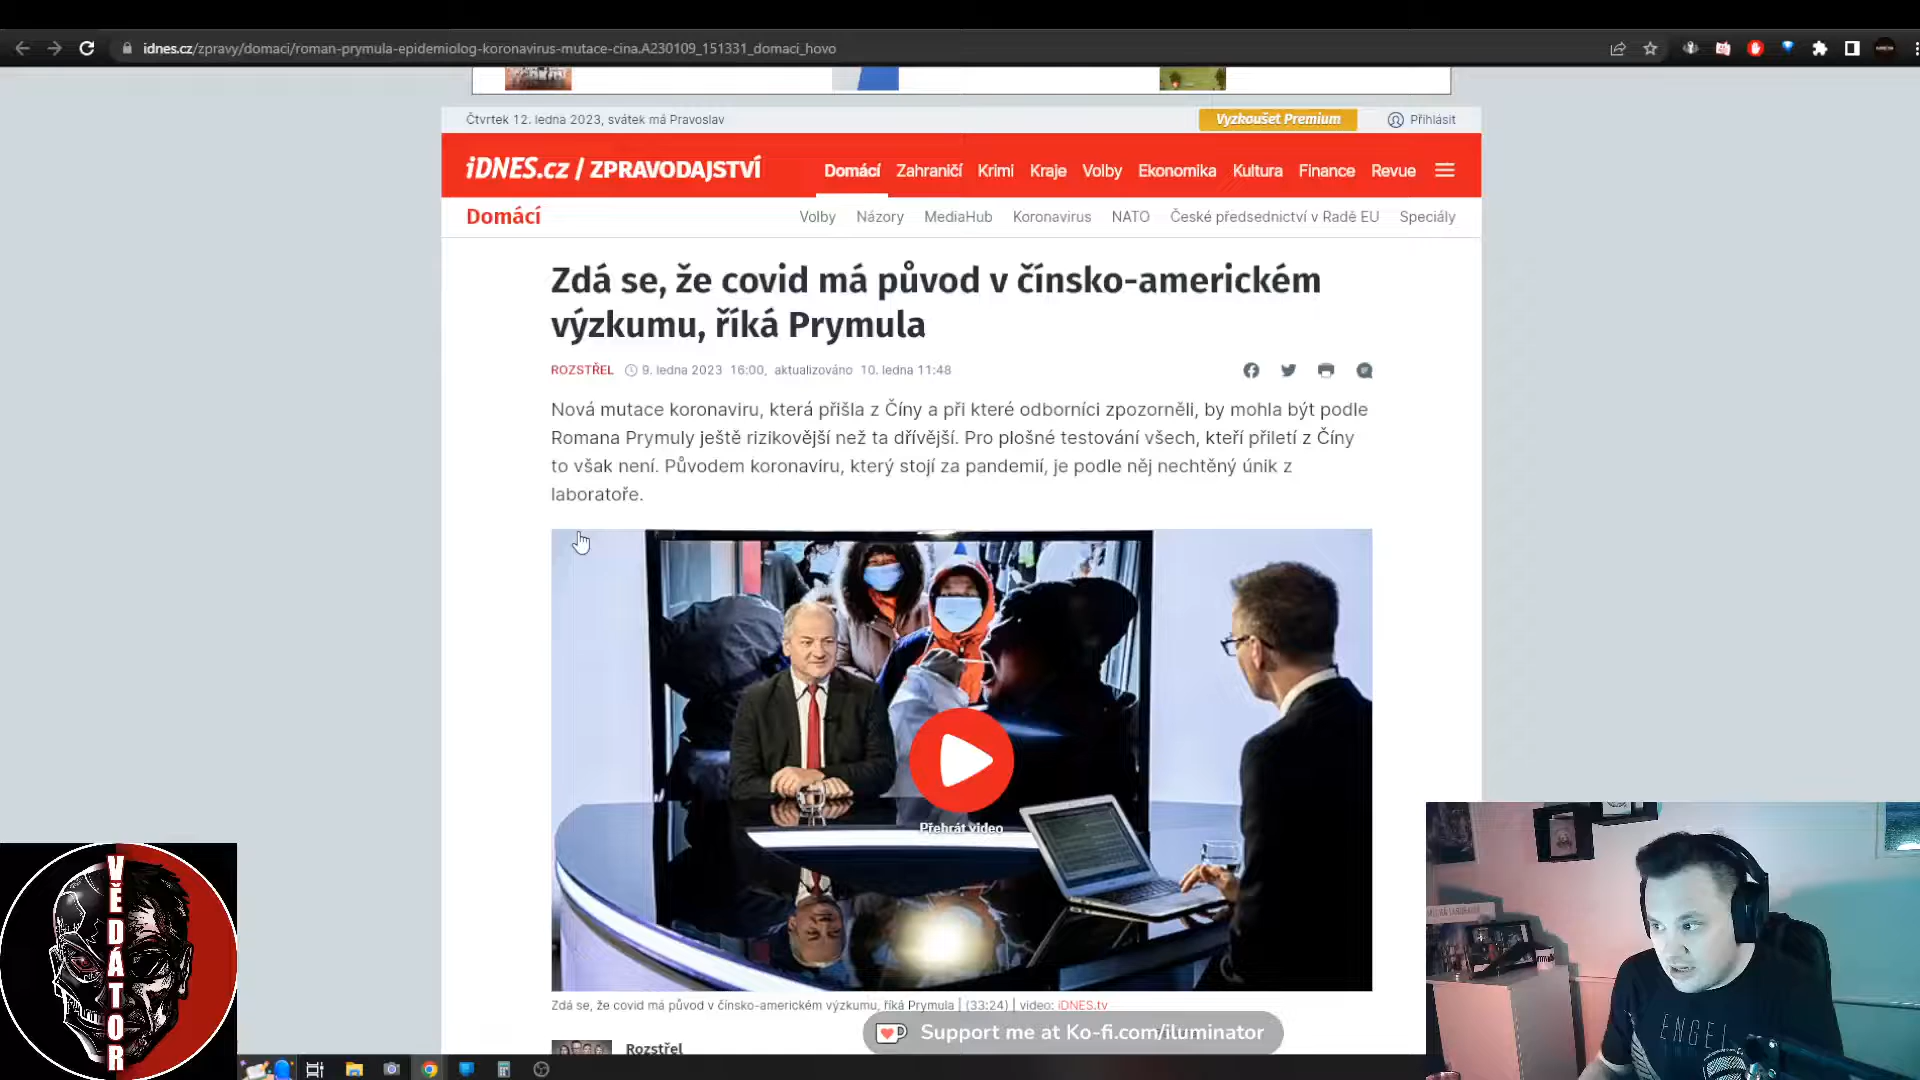 idnes.cz/zpravy/domaci/roman-prymula-epidemiolog-koronavirus-mutace-cina.A230109_151331_domaci_hovo
Čtvrtek 12. ledna 2023, svátek má Pravoslav
Vyzkoušet Premium
Přihlásit
iDNES.cz / ZPRAVODAJSTVÍ
Domácí Zahraničí Krimi Kraje Volby Ekonomika Kultura Finance Revue
Domácí
Volby Názory MediaHub Koronavirus NATO České předsednictví v Radě EU Speciály
Zdá se, že covid má původ v čínsko-americkém
výzkumu, říká Prymula
ROZSTŘEL 9. ledna 2023 16:00, aktualizováno 10. ledna 11:48
Nová mutace koronaviru, která přišla z Číny a při které odborníci zpozorněli, by mohla být podle
Romana Prymuly ještě rizikovější než ta dřívější. Pro plošné testování všech, kteří přiletí z Číny
to však není. Původem koronaviru, který stojí za pandemií, je podle něj nechtěný únik z
laboratoře.
Přehrát video
Zdá se, že covid má původ v čínsko-americkém výzkumu, říká Prymula | (33:24) | video: iDNES.tv
Support me at Ko-fi.com/iluminator
Rozstřel
VĚDÁTOR
ENGEL